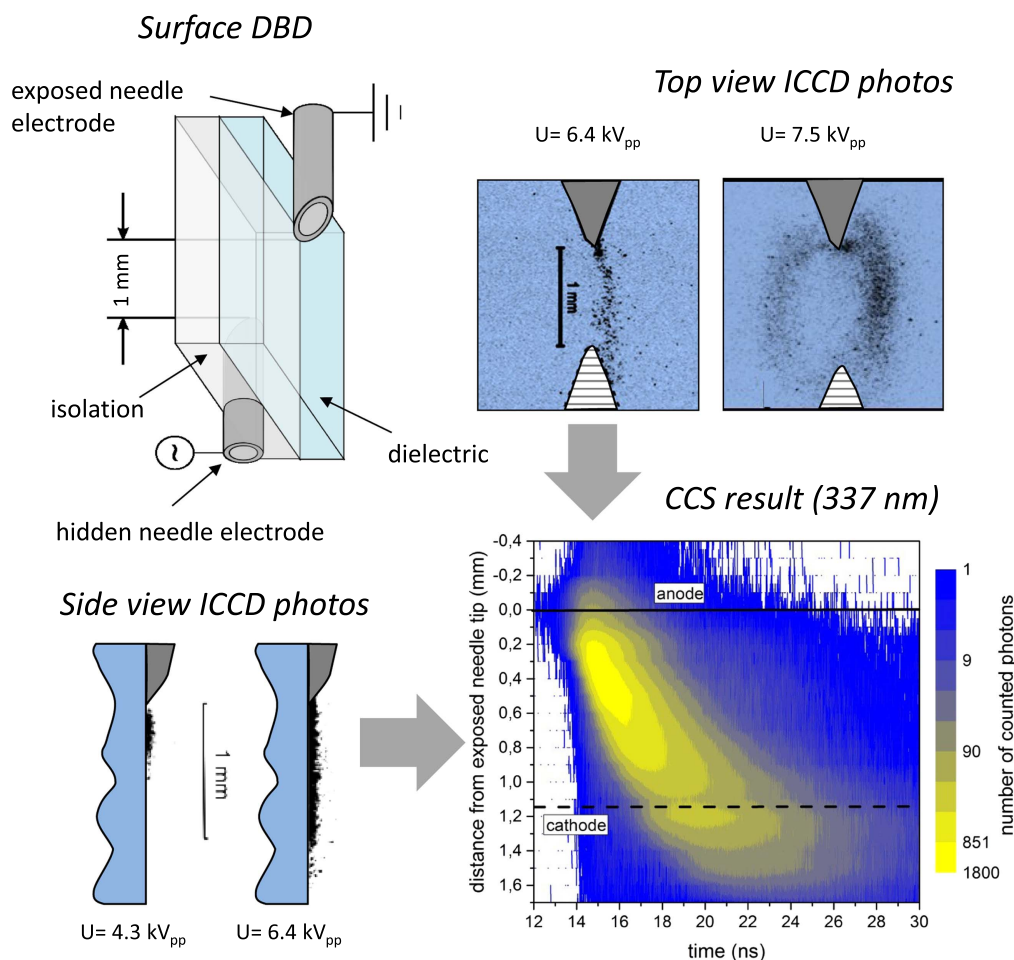 Surface DBD
exposed needle
electrode
1 mm
isolation
~
dielectric
hidden needle electrode
Top view ICCD photos
U= 6.4 kVpp
U= 7.5 kVpp
1 mm
Side view ICCD photos
1 mm
U= 4.3 kVpp
U= 6.4 kVpp
CCS result (337 nm)
distance from exposed needle tip (mm)
-0,4
-0,2
0,0
0,2
0,4
0,6
0,8
1,0
1,2
1,4
1.6
anode
cathode
12
14
16
18
20
22
24
26
28
30
time (ns)
1
9
90
851
1800
number of counted photons